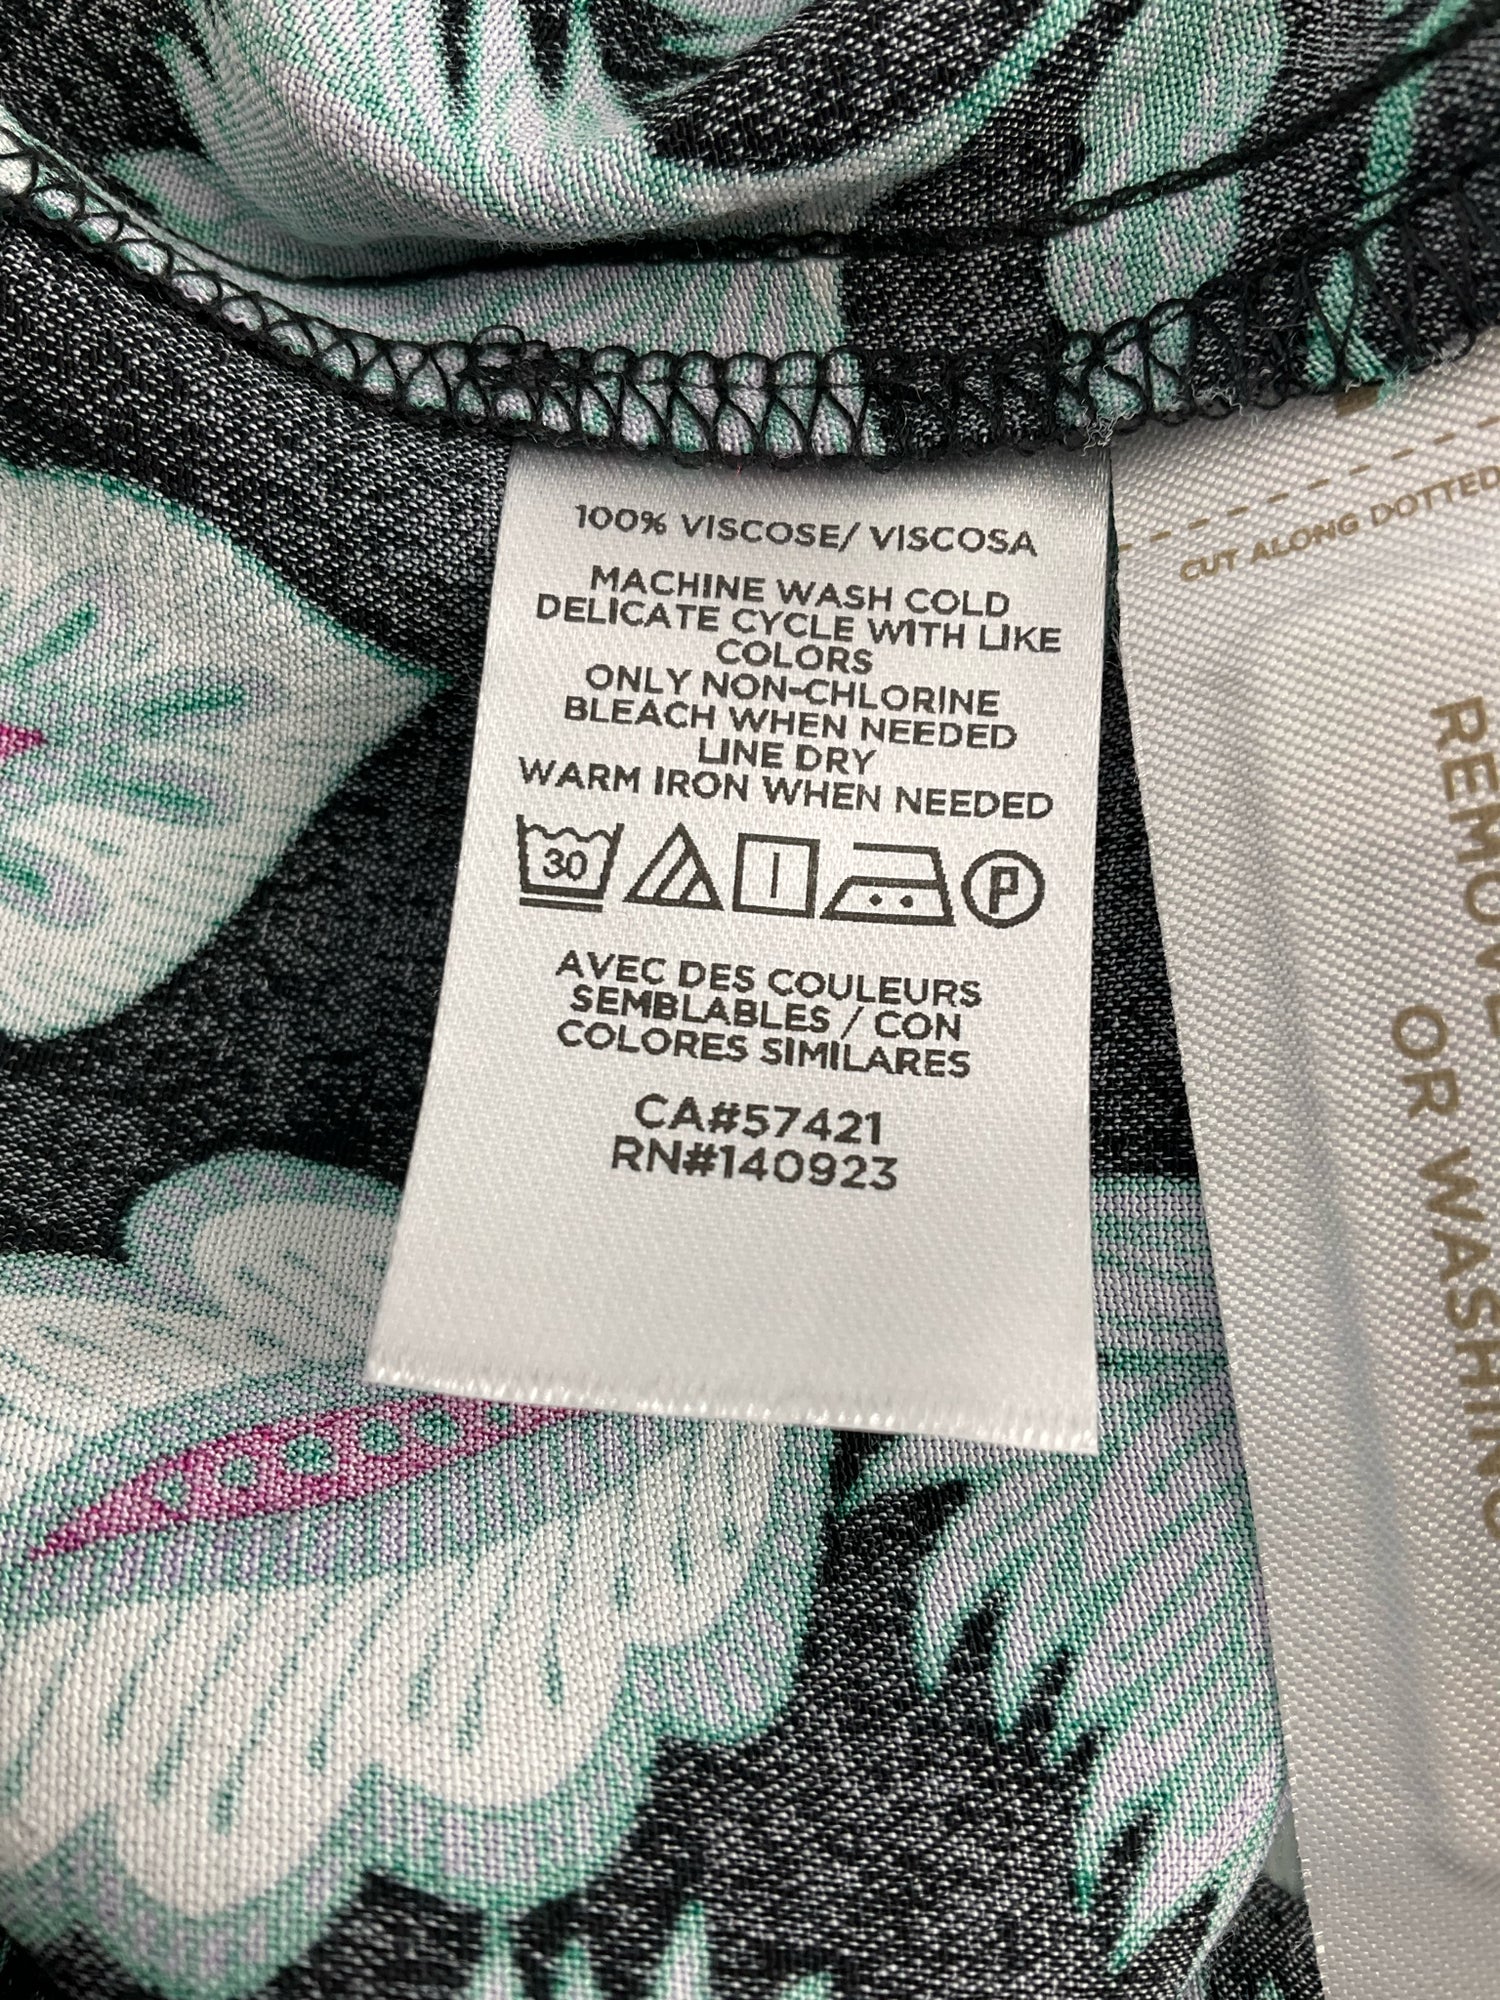 100% VISCOSE/ VISCOSA
MACHINE WASH COLD
DELICATE CYCLE WITH LIKE
COLORS
ONLY NON-CHLORINE
BLEACH WHEN NEEDED
LINE DRY
WARM IRON WHEN NEEDED
30
P
AVEC DES COULEURS
SEMBLABLES / CON
COLORES SIMILARES
CA#57421
RN#140923
CUT ALONG DOTTED
REMOVE
OR WASHING